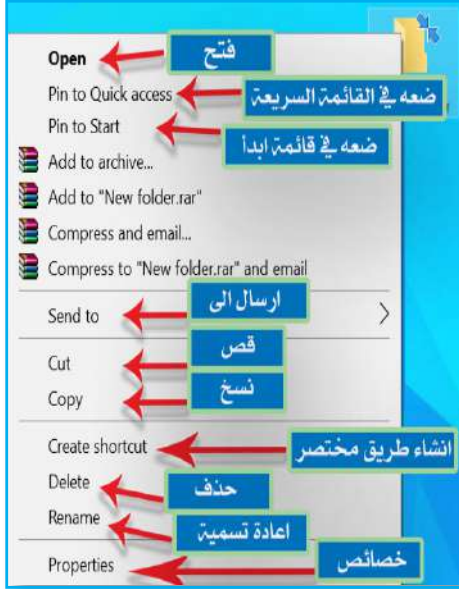 Open فتح
Pin to Quick access ضعه في القائمة السريعة
Pin to Start ضعه في قائمة ابدأ
Add to archive...
Add to "New folder.rar"
Compress and email...
Compress to "New folder.rar" and email
Send to ارسال الى
Cut قص
Copy نسخ
Create shortcut انشاء طريق مختصر
Delete حذف
Rename اعادة تسمية
Properties خصائص